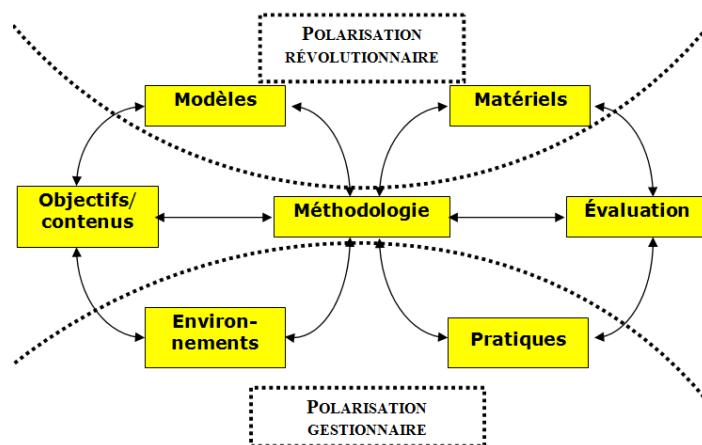 POLARISATION
RÉVOLUTIONNAIRE
Modèles
Matériels
Objectifs/
contenus
Méthodologie
Évaluation
Environ-
nements
Pratiques
POLARISATION
GESTIONNAIRE